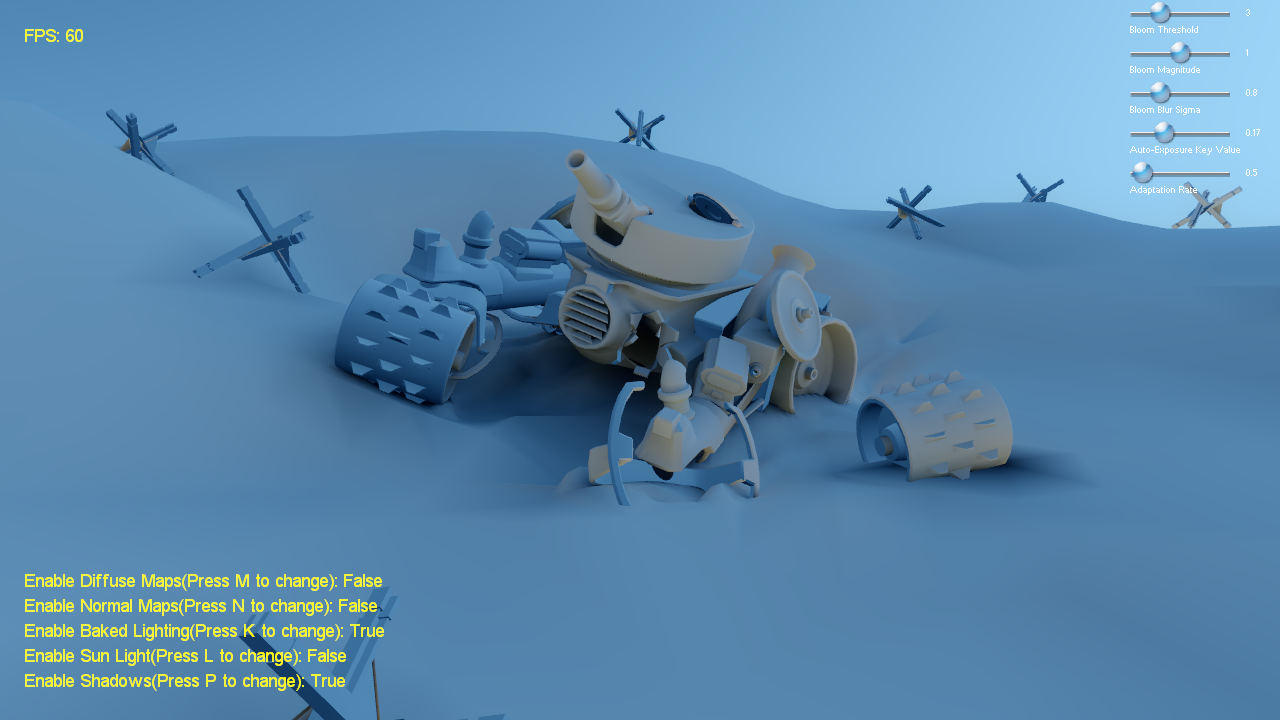 FPS: 60
3
Bloom Threshold
1
Bloom Magnitude
0.8
Bloom Blur Sigma
0.17
Auto-Exposure Key Value
0.5
Adaptation Rate
Enable Diffuse Maps(Press M to change): False
Enable Normal Maps(Press N to change): False
Enable Baked Lighting(Press K to change): True
Enable Sun Light(Press L to change): False
Enable Shadows(Press P to change): True